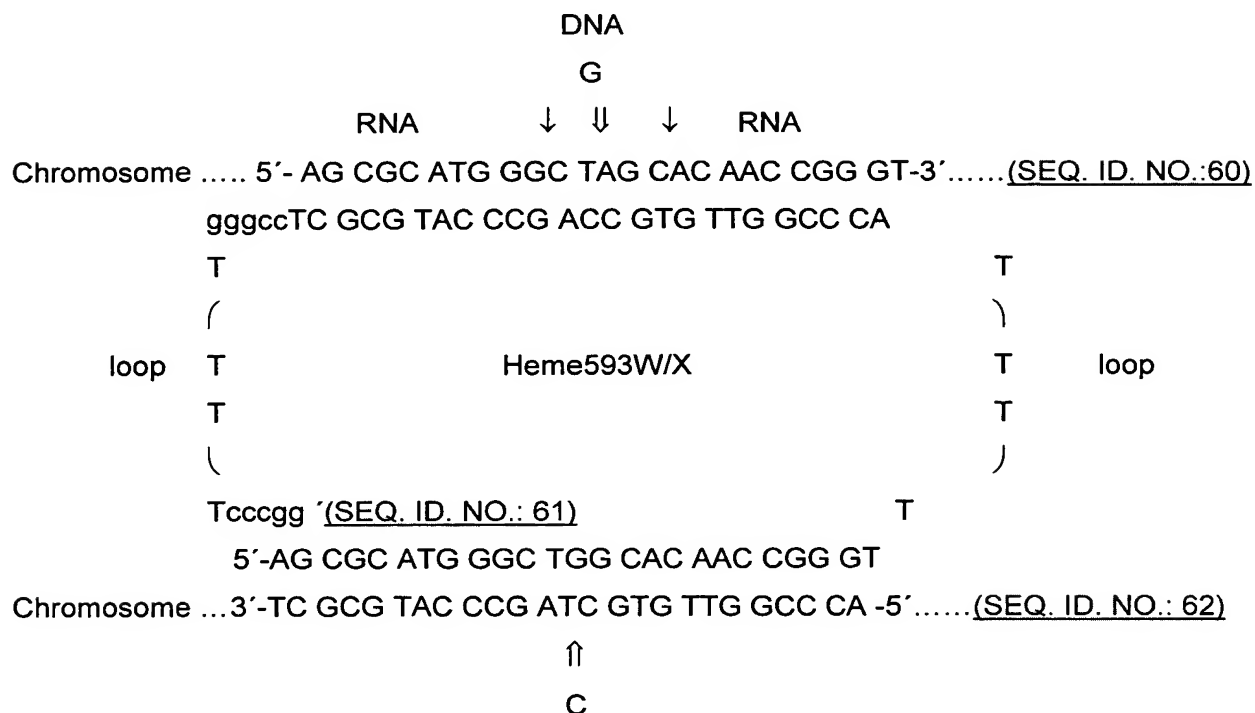 DNA
G
RNA ↓ ⇓ ↓ RNA
Chromosome ..... 5´- AG CGC ATG GGC TAG CAC AAC CGG GT-3´......(SEQ. ID. NO.:60)
gggccTC GCG TAC CCG ACC GTG TTG GCC CA
T T
loop T Heme593W/X T loop
T T
Tcccgg ´(SEQ. ID. NO.: 61) T
5´-AG CGC ATG GGC TGG CAC AAC CGG GT
Chromosome ...3´-TC GCG TAC CCG ATC GTG TTG GCC CA -5´......(SEQ. ID. NO.: 62)
⇑
C